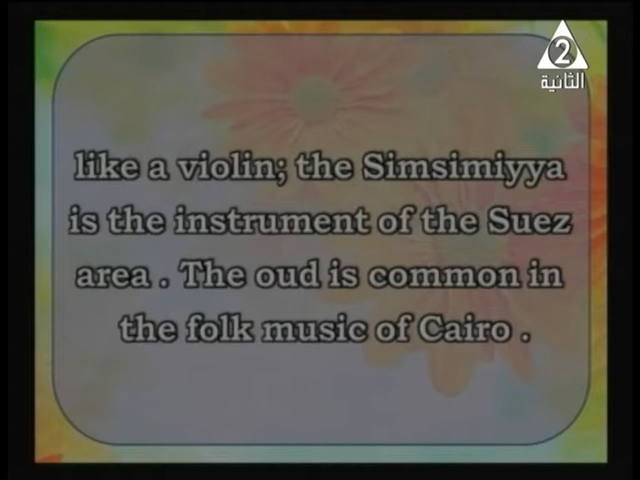 2
الثانية
like a violin; the Simsimiyya
is the instrument of the Suez
area . The oud is common in
the folk music of Cairo .